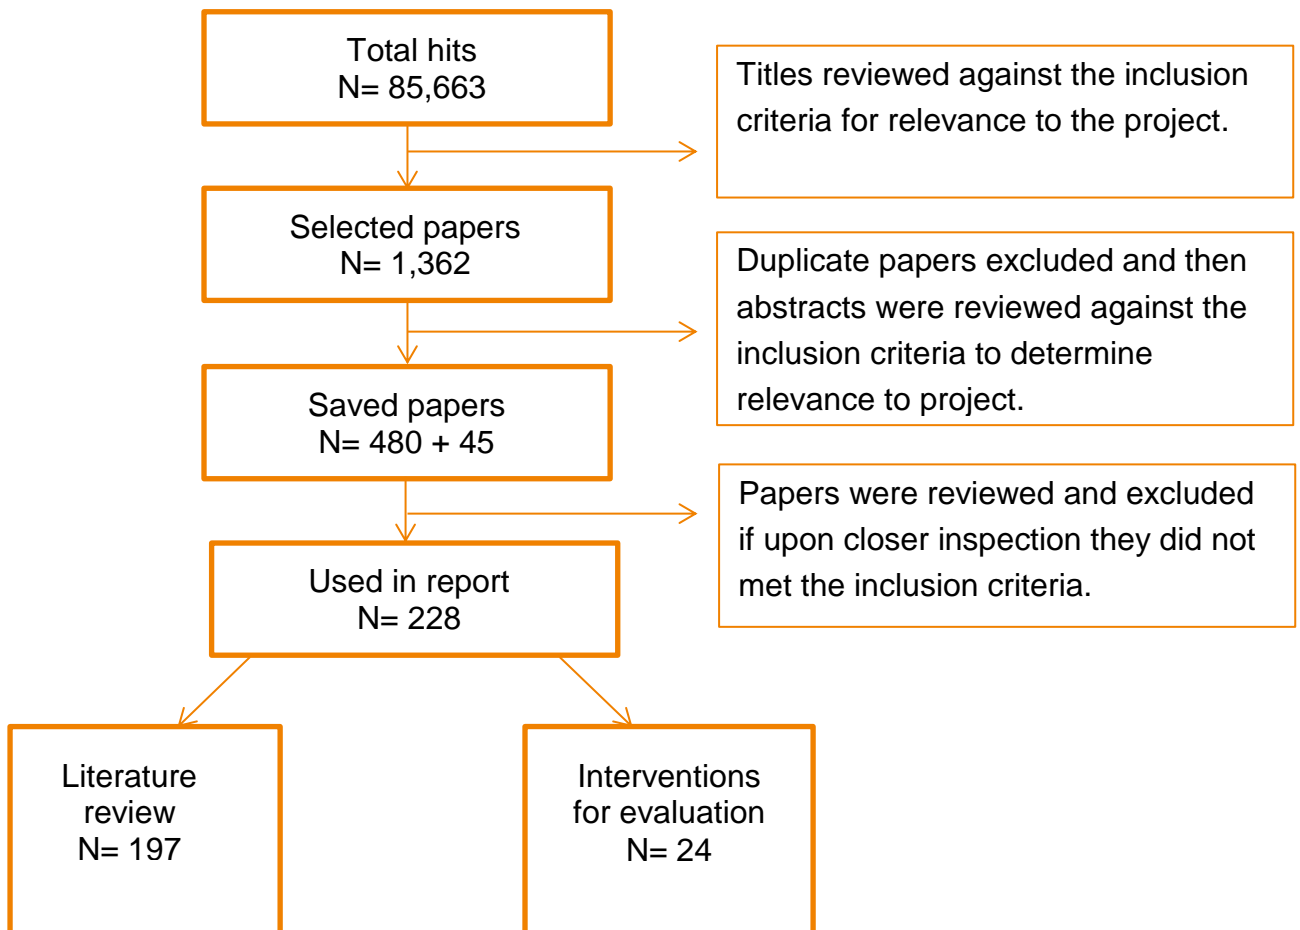 Total hits
N= 85,663
Titles reviewed against the inclusion
criteria for relevance to the project.
Selected papers
N= 1,362
Duplicate papers excluded and then
abstracts were reviewed against the
inclusion criteria to determine
relevance to project.
Saved papers
N= 480 + 45
Papers were reviewed and excluded
if upon closer inspection they did not
met the inclusion criteria.
Used in report
N= 228
Literature
review
N= 197
Interventions
for evaluation
N= 24